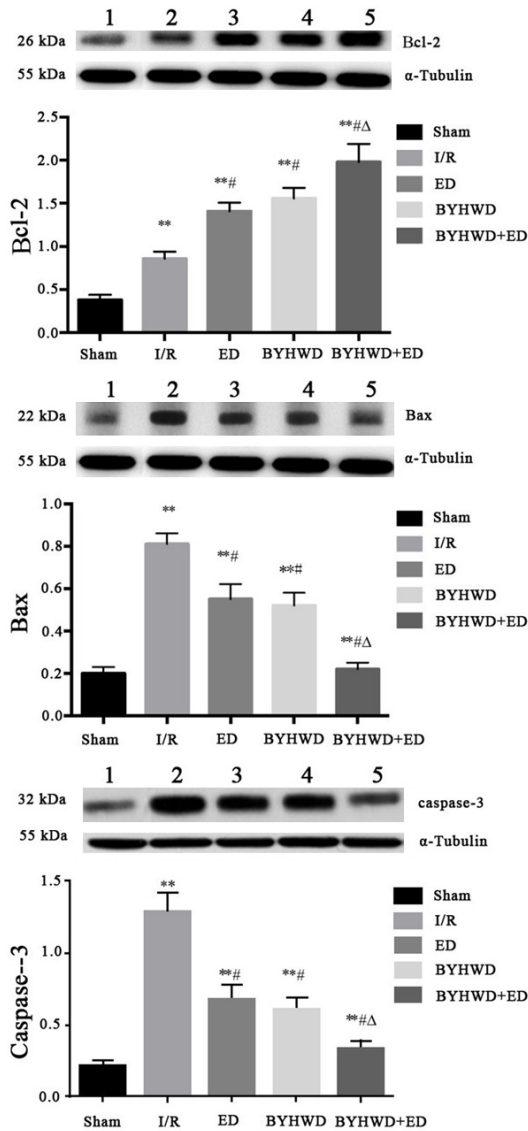 1 2 3 4 5
26 kDa Bcl-2
55 kDa α-Tubulin
Bcl-2
2.5
2.0
1.5
1.0
0.5
0.0
**
**#
**#
**#Δ
Sham
I/R
ED
BYHWD
BYHWD+ED
Sham I/R ED BYHWD BYHWD+ED
1 2 3 4 5
22 kDa Bax
55 kDa α-Tubulin
Bax
1.0
0.8
0.6
0.4
0.2
0.0
**
**#
**#
**#Δ
Sham
I/R
ED
BYHWD
BYHWD+ED
Sham I/R ED BYHWD BYHWD+ED
1 2 3 4 5
32 kDa caspase-3
55 kDa α-Tubulin
Caspase--3
1.5
1.0
0.5
0.0
**
**#
**#
**#Δ
Sham
I/R
ED
BYHWD
BYHWD+ED
Sham I/R ED BYHWD BYHWD+ED